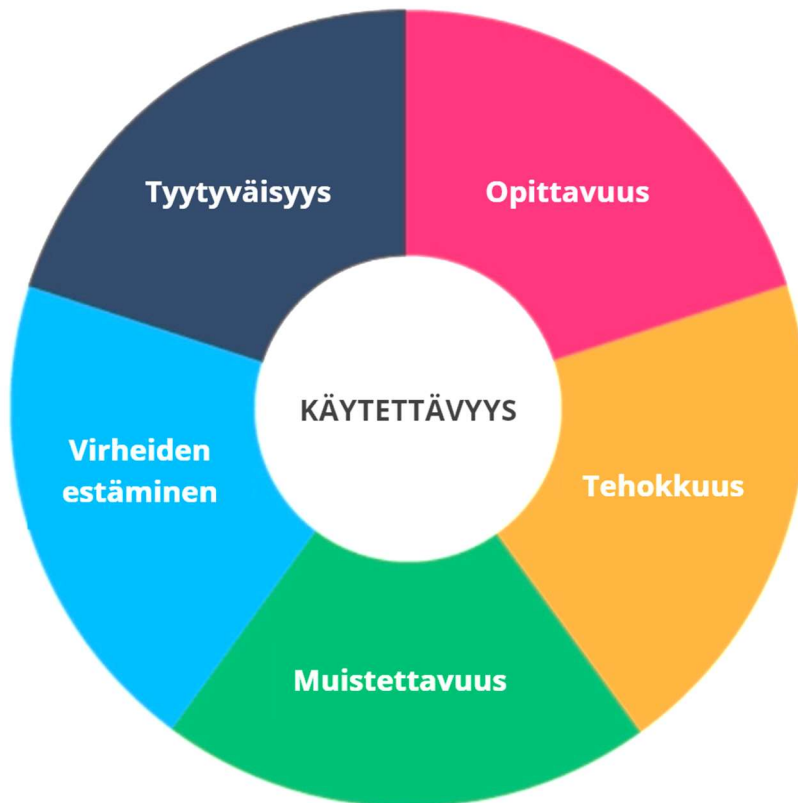 Tyytyväisyys
Opittavuus
KÄYTETTÄVYYS
Virheiden
estäminen
Tehokkuus
Muistettavuus